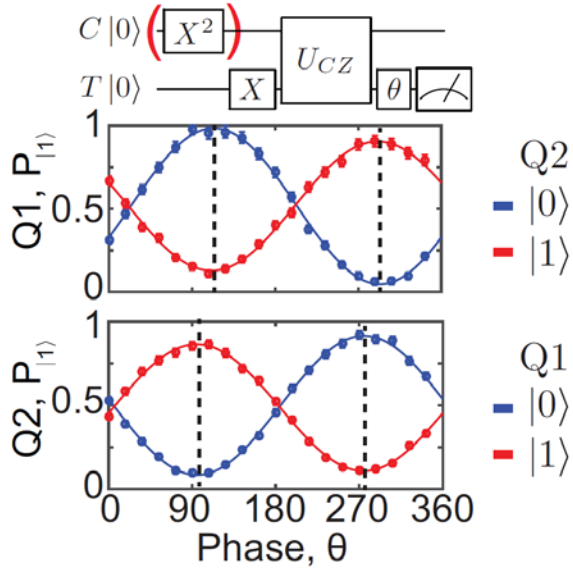 C |0⟩ ( X² )
U_CZ
T |0⟩ X θ
Q1, P|1⟩
1
0.5
0
Q2
|0⟩
|1⟩
Q2, P|1⟩
1
0.5
0
Q1
|0⟩
|1⟩
0 90 180 270 360
Phase, θ